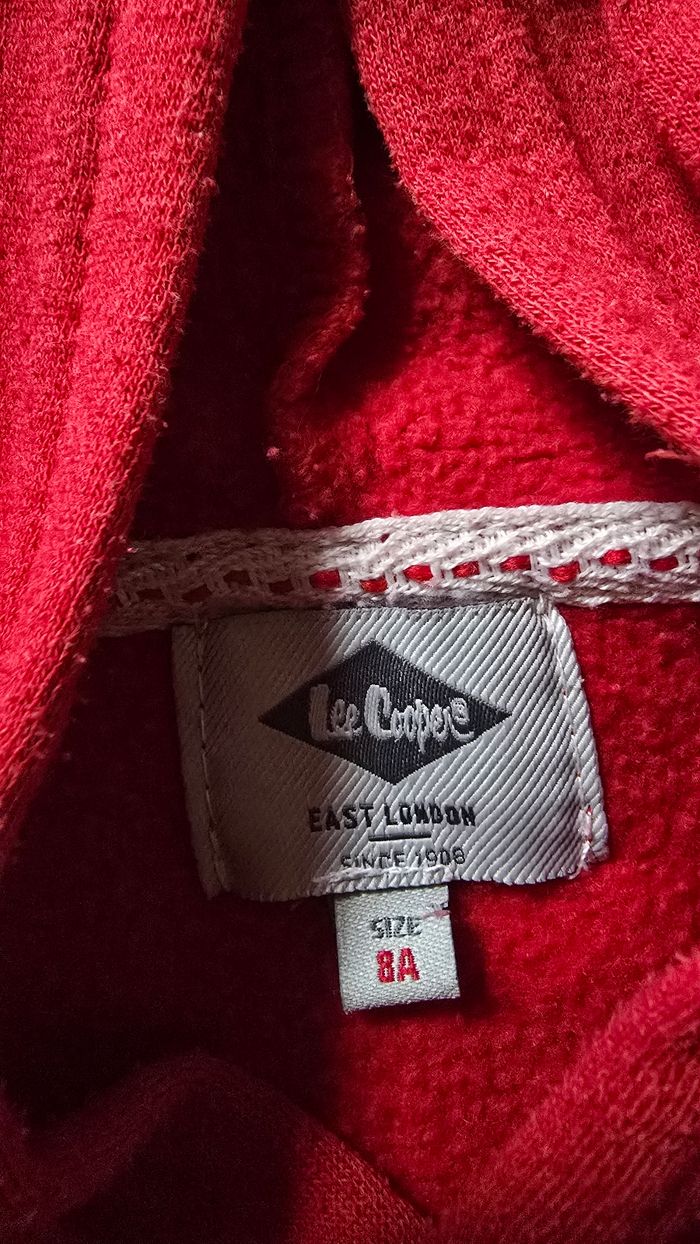 Lee Cooper®
EAST LONDON
SINCE 1908
SIZE
8A